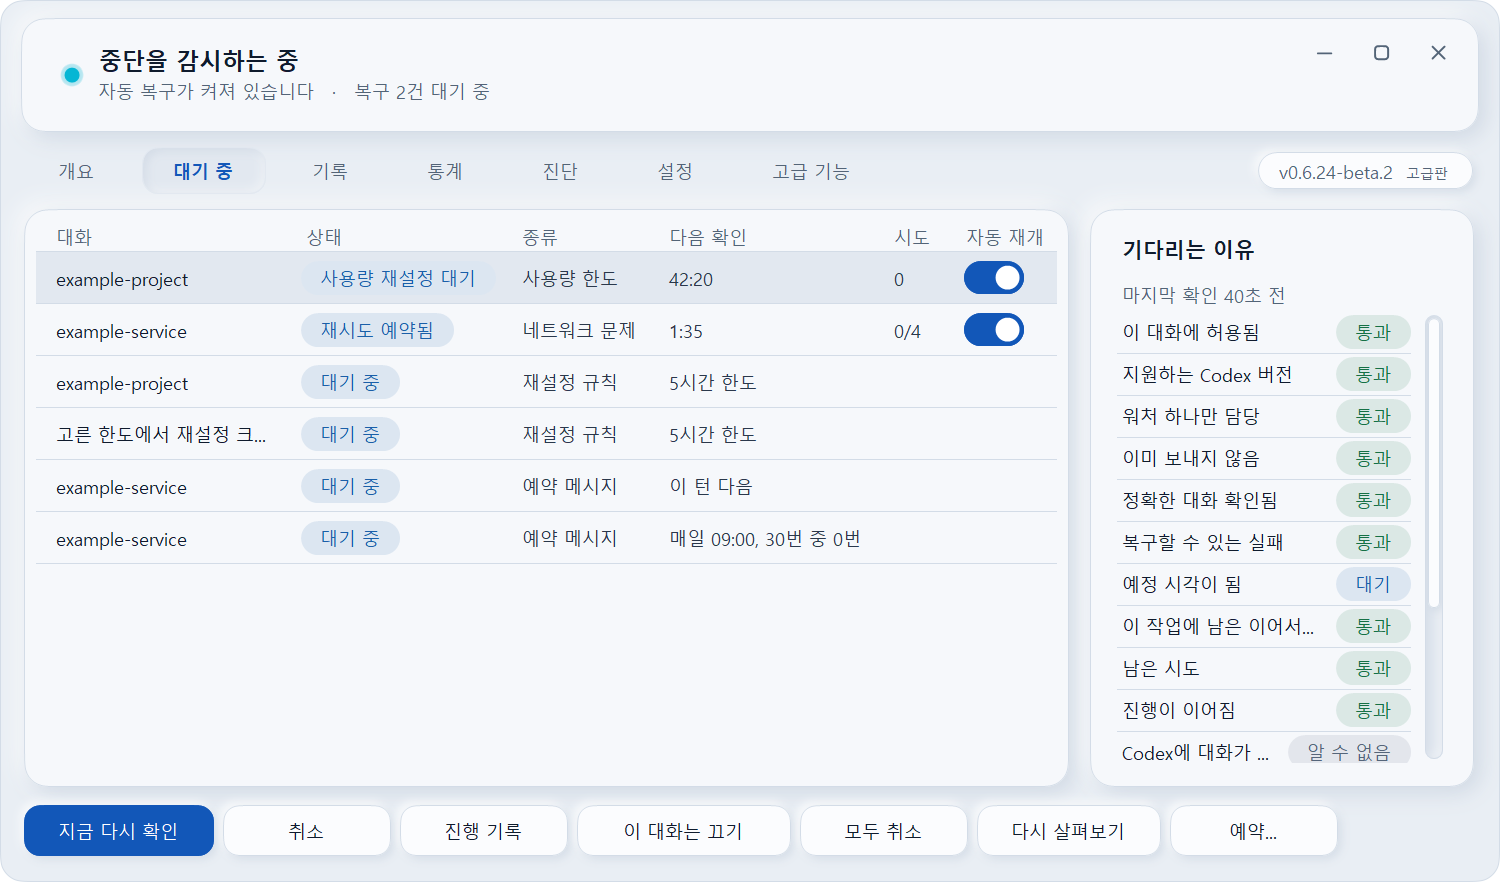 중단을 감시하는 중
자동 복구가 켜져 있습니다 · 복구 2건 대기 중
개요 대기 중 기록 통계 진단 설정 고급 기능 v0.6.24-beta.2 고급판
대화 상태 종류 다음 확인 시도 자동 재개
example-project 사용량 재설정 대기 사용량 한도 42:20 0
example-service 재시도 예약됨 네트워크 문제 1:35 0/4
example-project 대기 중 재설정 규칙 5시간 한도
고른 한도에서 재설정 크... 대기 중 재설정 규칙 5시간 한도
example-service 대기 중 예약 메시지 이 턴 다음
example-service 대기 중 예약 메시지 매일 09:00, 30번 중 0번
기다리는 이유
마지막 확인 40초 전
이 대화에 허용됨 통과
지원하는 Codex 버전 통과
워처 하나만 담당 통과
이미 보내지 않음 통과
정확한 대화 확인됨 통과
복구할 수 있는 실패 통과
예정 시각이 됨 대기
이 작업에 남은 이어서... 통과
남은 시도 통과
진행이 이어짐 통과
Codex에 대화가 ... 알 수 없음
지금 다시 확인 취소 진행 기록 이 대화는 끄기 모두 취소 다시 살펴보기 예약...